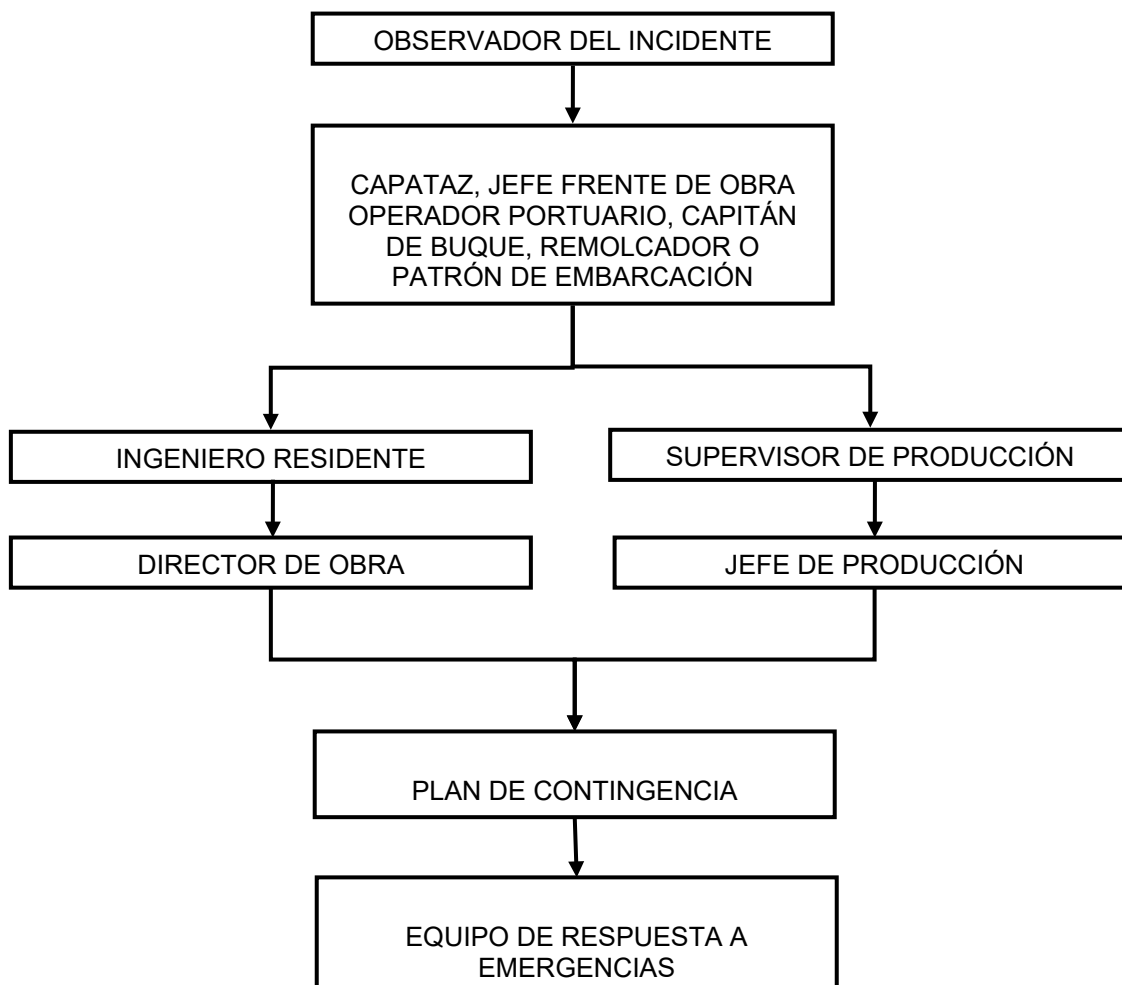 OBSERVADOR DEL INCIDENTE
CAPATAZ, JEFE FRENTE DE OBRA
OPERADOR PORTUARIO, CAPITÁN
DE BUQUE, REMOLCADOR O
PATRÓN DE EMBARCACIÓN
INGENIERO RESIDENTE
SUPERVISOR DE PRODUCCIÓN
DIRECTOR DE OBRA
JEFE DE PRODUCCIÓN
PLAN DE CONTINGENCIA
EQUIPO DE RESPUESTA A
EMERGENCIAS